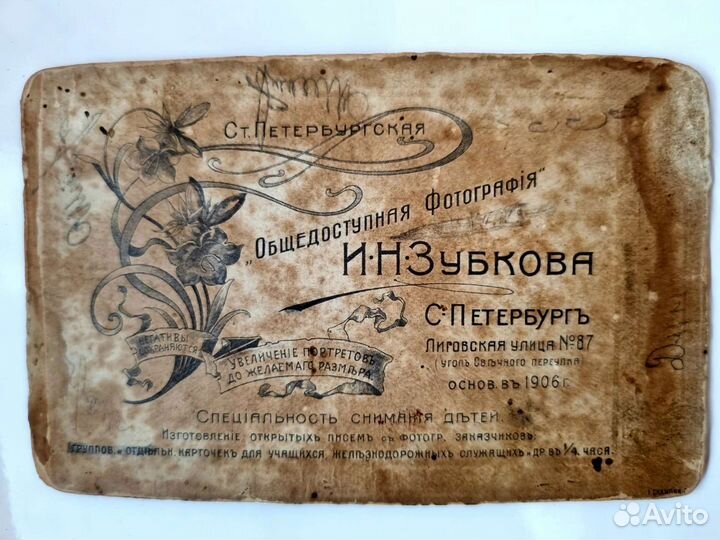 Ст. Петербургская
„Общедоступная Фотографія"
И·Н·Зубкова
С·Петербургъ
Лиговская улица №87
(уголъ Свѣчного переулка)
основ. въ 1906 г.
Негативы сохраняются
Увеличеніе портретовъ
до желаемаго размѣра.
Спеціальность снимания дѣтей.
Изготовленіе открытыхъ писемъ съ фотогр. заказчиковъ,
группов. и отдѣльн. карточекъ для учащихся, желѣзнодорожныхъ служащихъ и др въ ¼ часа.
Avito